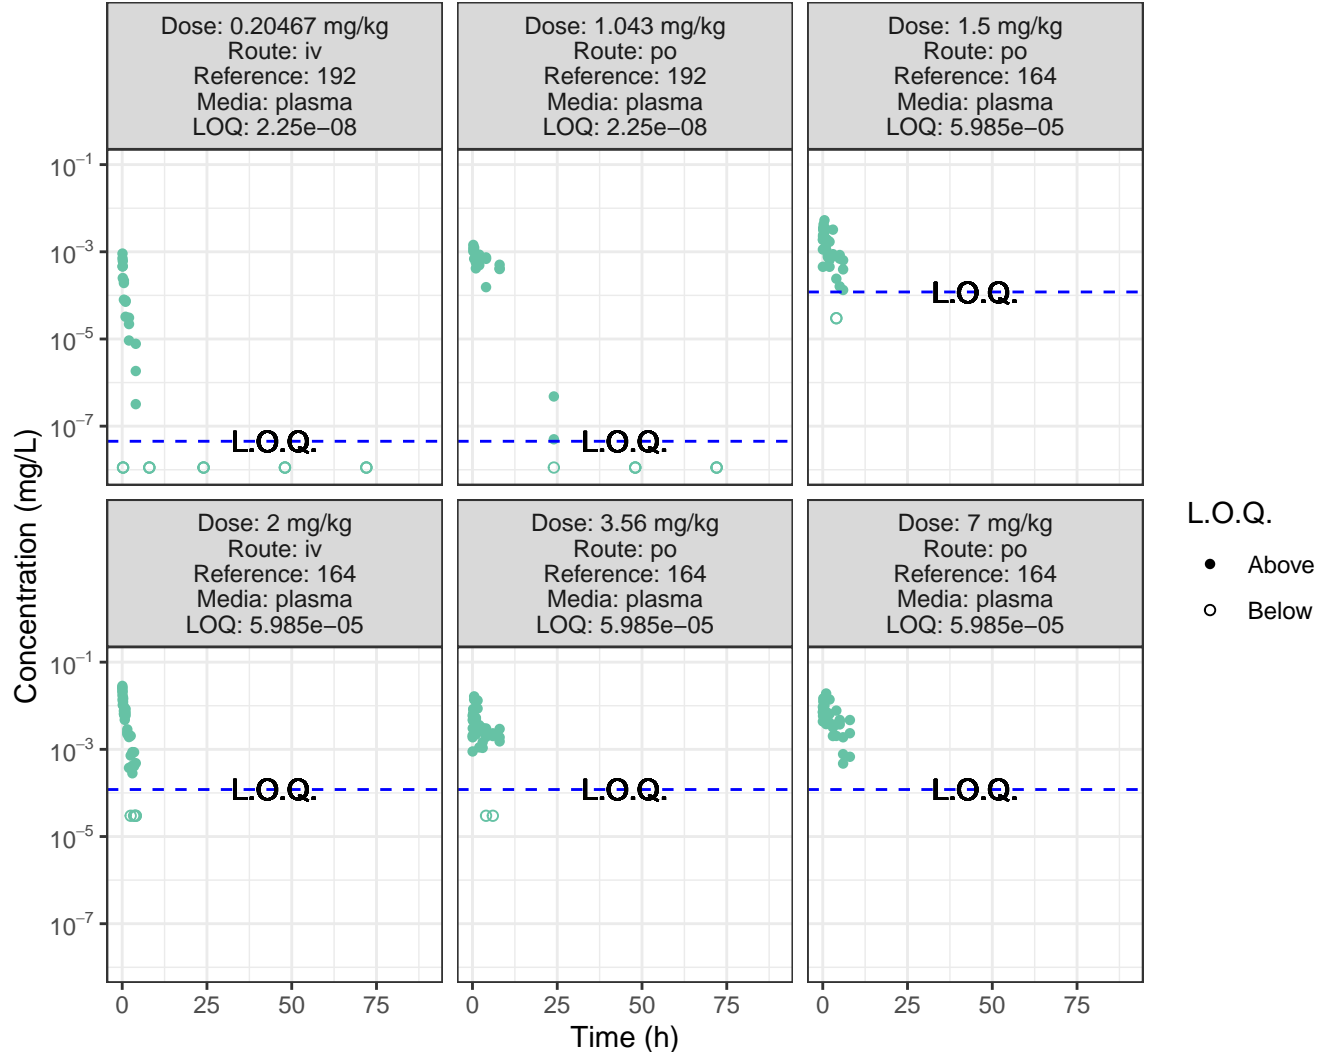 Dose: 0.20467 mg/kg
Route: iv
Reference: 192
Media: plasma
LOQ: 2.25e−08
Dose: 1.043 mg/kg
Route: po
Reference: 192
Media: plasma
LOQ: 2.25e−08
Dose: 1.5 mg/kg
Route: po
Reference: 164
Media: plasma
LOQ: 5.985e−05
10⁻¹
10⁻³
10⁻⁵
10⁻⁷
L.O.Q.
L.O.Q.
L.O.Q.
Dose: 2 mg/kg
Route: iv
Reference: 164
Media: plasma
LOQ: 5.985e−05
Dose: 3.56 mg/kg
Route: po
Reference: 164
Media: plasma
LOQ: 5.985e−05
Dose: 7 mg/kg
Route: po
Reference: 164
Media: plasma
LOQ: 5.985e−05
10⁻¹
10⁻³
10⁻⁵
10⁻⁷
L.O.Q.
L.O.Q.
L.O.Q.
0 25 50 75
0 25 50 75
0 25 50 75
Time (h)
Concentration (mg/L)
L.O.Q.
Above
Below